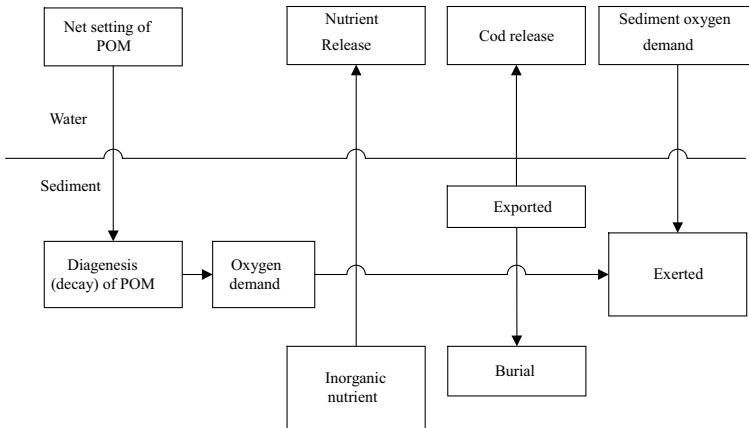 Net setting of
POM
Nutrient
Release
Cod release
Sediment oxygen
demand
Water
Sediment
Exported
Diagenesis
(decay) of POM
Oxygen
demand
Exerted
Inorganic
nutrient
Burial